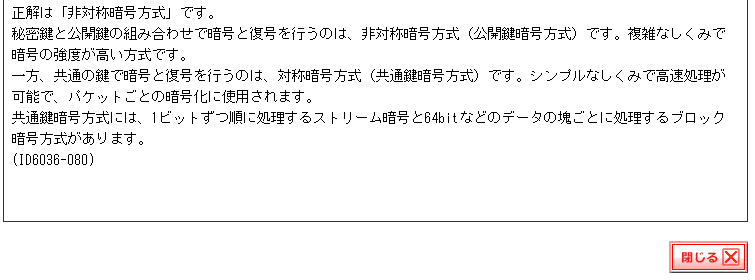 正解は「非対称暗号方式」です。
秘密鍵と公開鍵の組み合わせで暗号と復号を行うのは、非対称暗号方式（公開鍵暗号方式）です。複雑なしくみで
暗号の強度が高い方式です。
一方、共通の鍵で暗号と復号を行うのは、対称暗号方式（共通鍵暗号方式）です。シンプルなしくみで高速処理が
可能で、パケットごとの暗号化に使用されます。
共通鍵暗号方式には、1ビットずつ順に処理するストリーム暗号と64bitなどのデータの塊ごとに処理するブロック
暗号方式があります。
(ID6036-080)
閉じる